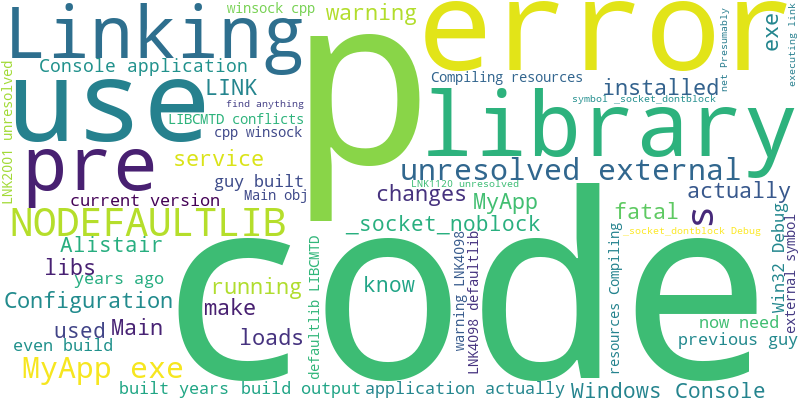 winsock cpp
warning
Linking
error
exe
net Presumably
executing link
Console application
LINK
Compiling resources
installed
use
p
library
symbol _socket_dontblock
find anything
LIBCMTD conflicts
cpp winsock
LNK2001 unresolved
pre
service
unresolved external
guy built
Main obj
current version
LNK1120 unresolved
changes
actually
NODEFAULTLIB
MyApp
fatal
s
_socket_noblock
_socket_dontblock Debug
Alistair
libs
years ago
know
code
Configuration
running
make
defaultlib LIBCMTD
warning LNK4098
LNK4098 defaultlib
resources Compiling
Win32 Debug
external symbol
used
Main
loads
now need
previous guy
even build
MyApp exe
built years
build output
application actually
Windows Console